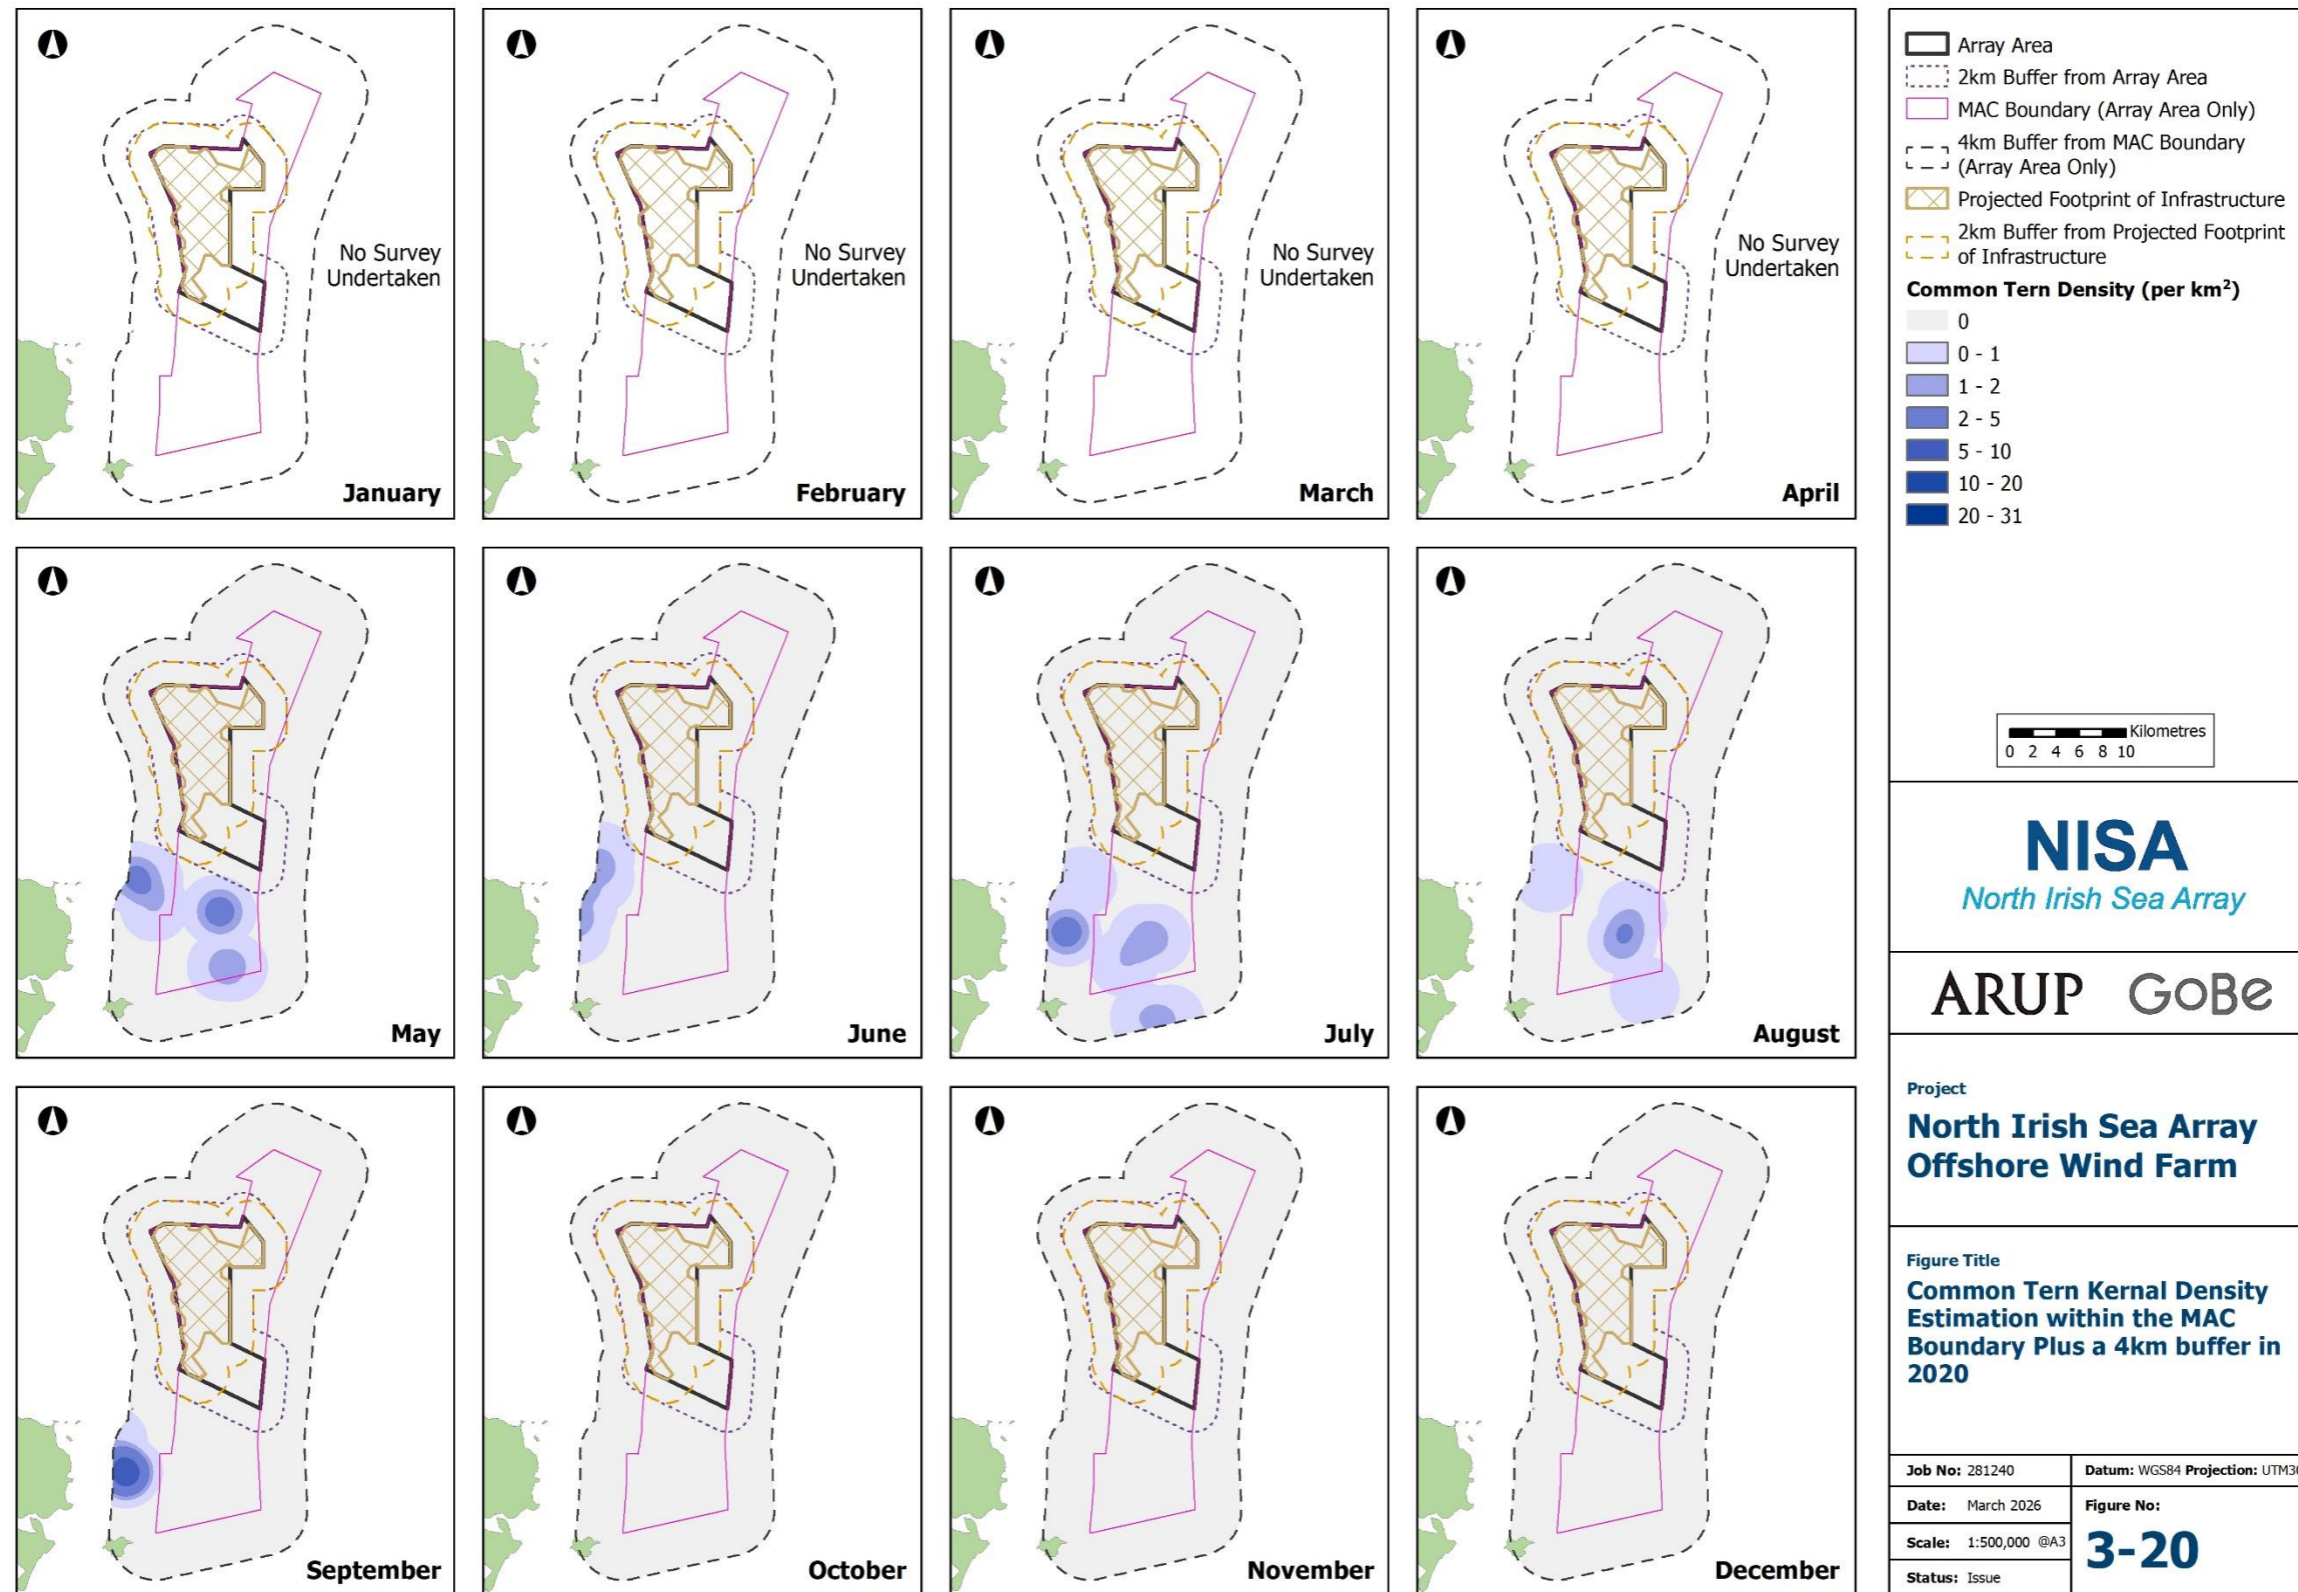 No Survey
Undertaken
January
No Survey
Undertaken
February
No Survey
Undertaken
March
No Survey
Undertaken
April
May
June
July
August
September
October
November
December
Array Area
2km Buffer from Array Area
MAC Boundary (Array Area Only)
4km Buffer from MAC Boundary
(Array Area Only)
Projected Footprint of Infrastructure
2km Buffer from Projected Footprint
of Infrastructure
Common Tern Density (per km²)
0
0 - 1
1 - 2
2 - 5
5 - 10
10 - 20
20 - 31
Kilometres
0 2 4 6 8 10
NISA
North Irish Sea Array
ARUP GoBe
Project
North Irish Sea Array
Offshore Wind Farm
Figure Title
Common Tern Kernal Density
Estimation within the MAC
Boundary Plus a 4km buffer in
2020
Job No: 281240
Datum: WGS84 Projection:
Date: March 2026
Figure No:
Scale: 1:500,000 @A3
3-20
Status: Issue